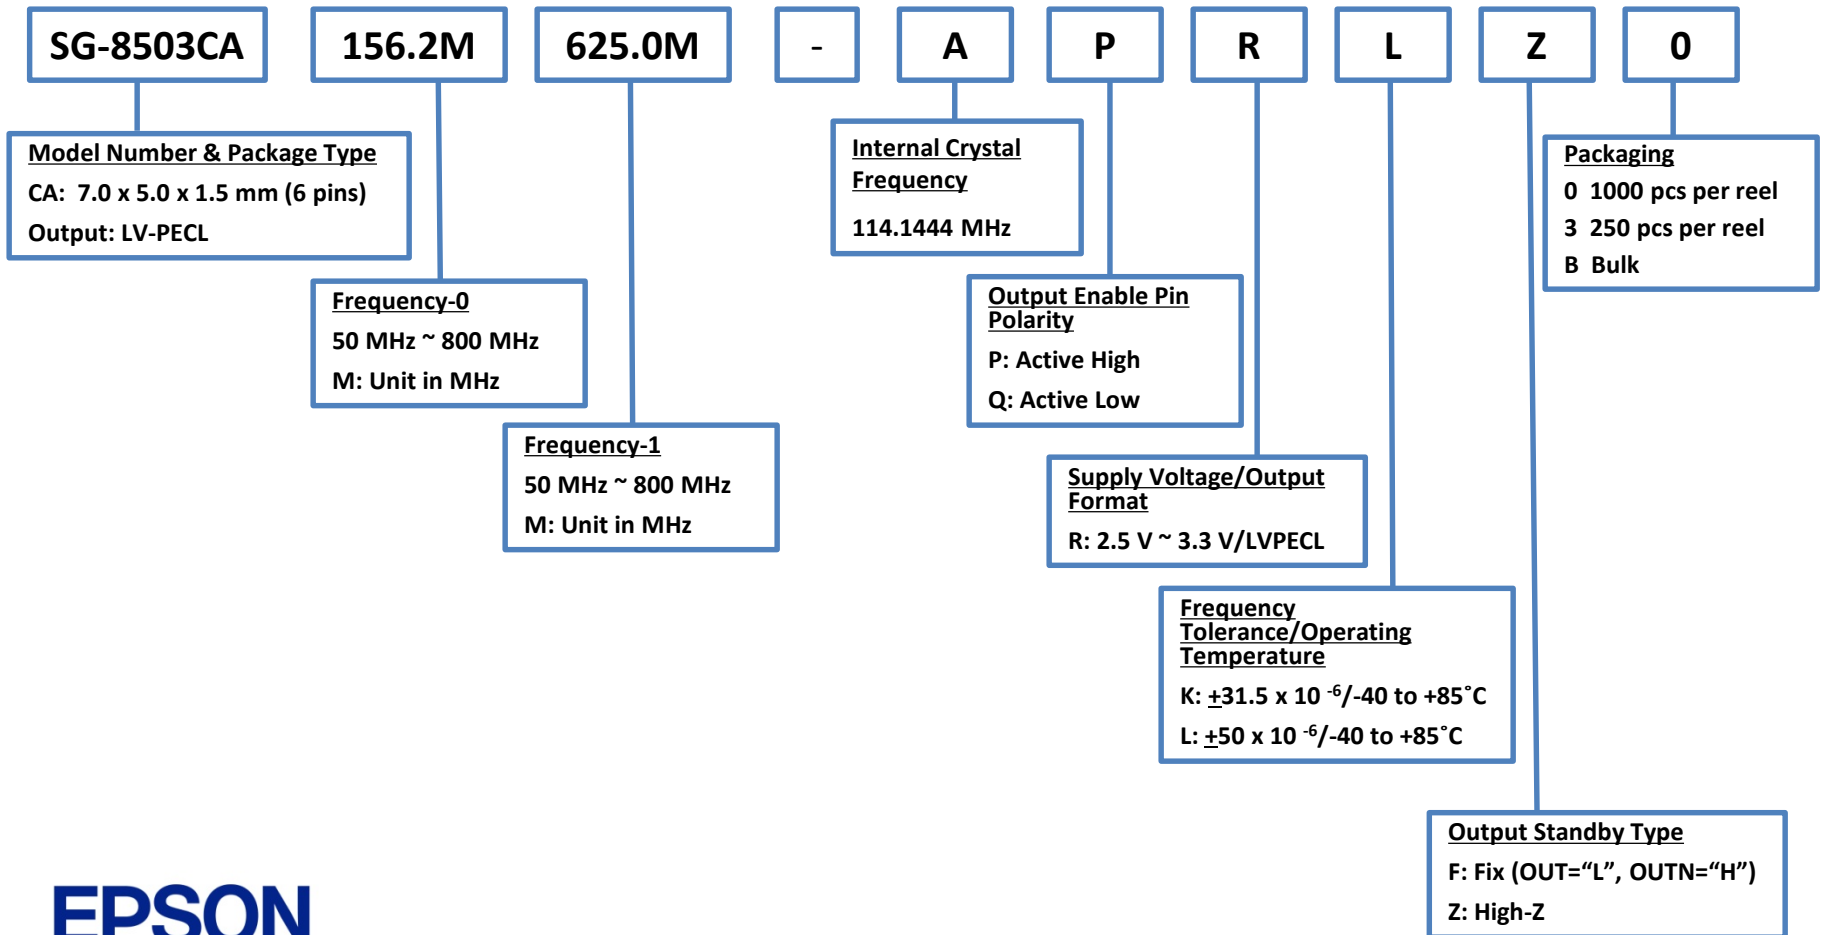 SG-8503CA 156.2M 625.0M - A P R L Z 0
Model Number & Package Type
CA: 7.0 x 5.0 x 1.5 mm (6 pins)
Output: LV-PECL
Internal Crystal
Frequency
114.1444 MHz
Packaging
0 1000 pcs per reel
3 250 pcs per reel
B Bulk
Frequency-0
50 MHz ~ 800 MHz
M: Unit in MHz
Output Enable Pin
Polarity
P: Active High
Q: Active Low
Frequency-1
50 MHz ~ 800 MHz
M: Unit in MHz
Supply Voltage/Output
Format
R: 2.5 V ~ 3.3 V/LVPECL
Frequency
Tolerance/Operating
Temperature
K: ±31.5 x 10 ⁻⁶/-40 to +85˚C
L: ±50 x 10 ⁻⁶/-40 to +85˚C
Output Standby Type
F: Fix (OUT=“L”, OUTN=“H”)
Z: High-Z
EPSON